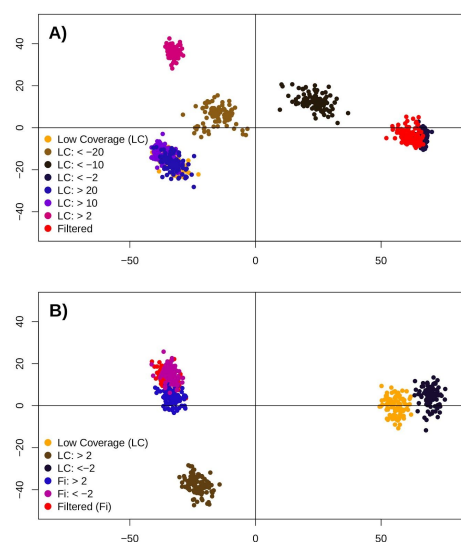 A)
40
20
0
−20
−40
Low Coverage (LC)
LC: < −20
LC: < −10
LC: < −2
LC: > 20
LC: > 10
LC: > 2
Filtered
−50 0 50
B)
40
20
0
−20
−40
Low Coverage (LC)
LC: > 2
LC: <−2
Fi: > 2
Fi: < −2
Filtered (Fi)
−50 0 50